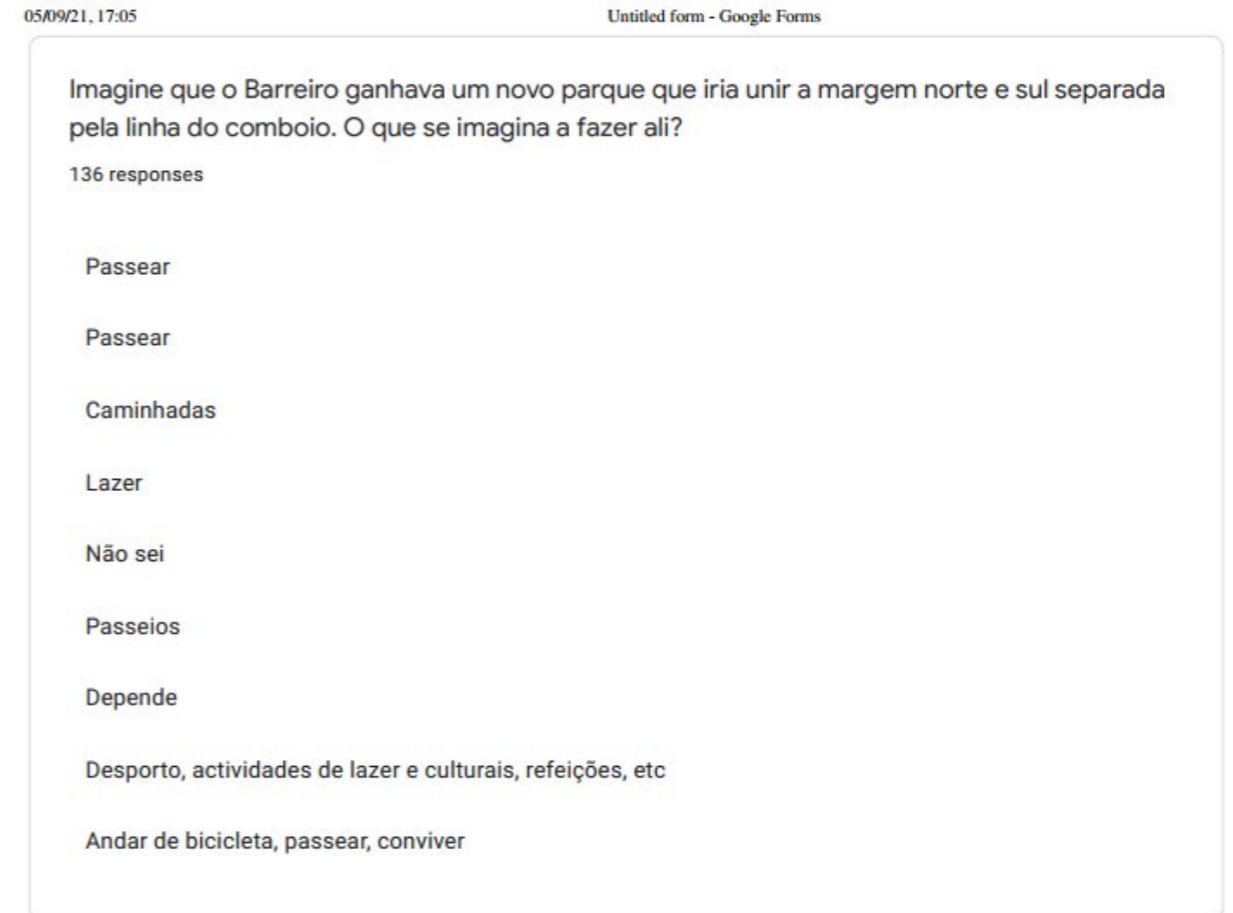 05/09/21, 17:05
Untitled form - Google Forms
Imagine que o Barreiro ganhava um novo parque que iria unir a margem norte e sul separada
pela linha do comboio. O que se imagina a fazer ali?
136 responses
Passear
Passear
Caminhadas
Lazer
Não sei
Passeios
Depende
Desporto, actividades de lazer e culturais, refeições, etc
Andar de bicicleta, passear, conviver